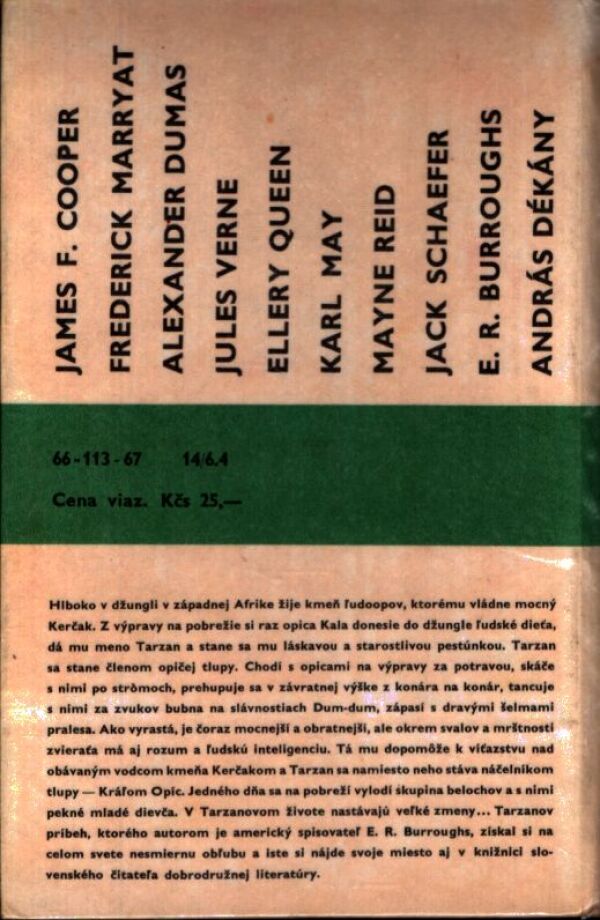 JAMES F. COOPER
FREDERICK MARRYAT
ALEXANDER DUMAS
JULES VERNE
ELLERY QUEEN
KARL MAY
MAYNE REID
JACK SCHAEFER
E. R. BURROUGHS
ANDRÁS DÉKÁNY
66-113-67 14/6.4
Cena viaz. Kčs 25,—
Hlboko v džungli v západnej Afrike žije kmeň ľudoopov, ktorému vládne mocný
Kerčak. Z výpravy na pobrežie si raz opica Kala donesie do džungle ľudské dieťa,
dá mu meno Tarzan a stane sa mu láskavou a starostlivou pestúnkou. Tarzan
sa stane členom opičej tlupy. Chodí s opicami na výpravy za potravou, skáče
s nimi po stromoch, prehupuje sa v závratnej výške z konára na konár, tancuje
s nimi za zvukov bubna na slávnostiach Dum-dum, zápasí s dravými šelmami
pralesa. Ako vyrastá, je čoraz mocnejší a obratnejší, ale okrem svalov a mrštnosti
zvieraťa má aj rozum a ľudskú inteligenciu. Tá mu dopomôže k víťazstvu nad
obávaným vodcom kmeňa Kerčakom a Tarzan sa namiesto neho stáva náčelníkom
tlupy — Kráľom Opic. Jedného dňa sa na pobreží vylodí skupina belochov a s nimi
pekné mladé dievča. V Tarzanovom živote nastávajú veľké zmeny... Tarzanov
príbeh, ktorého autorom je americký spisovateľ E. R. Burroughs, získal si na
celom svete nesmiernu obľubu a iste si nájde svoje miesto aj v knižnici slo-
venského čitateľa dobrodružnej literatúry.